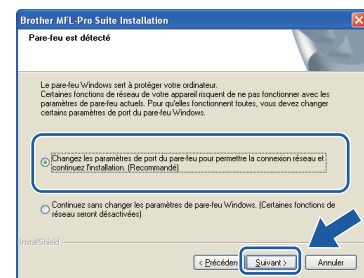 Brother MFL-Pro Suite Installation
Pare-feu est détecté
Le pare-feu Windows sert à protéger votre ordinateur.
Certaines fonctions de réseau de votre appareil risquent de ne pas fonctionner avec les
paramètres de pare-feu actuels. Pour qu'elles fonctionnent toutes, vous devez changer
certains paramètres de port du pare-feu Windows.
Changez les paramètres de port du pare-feu pour permettre la connexion réseau et
continuez l'installation. (Recommandé)
Continuez sans changer les paramètres de pare-feu Windows. (Certaines fonctions de
réseau seront désactivées)
InstallShield
< Précéden
Suivant >
Annuler